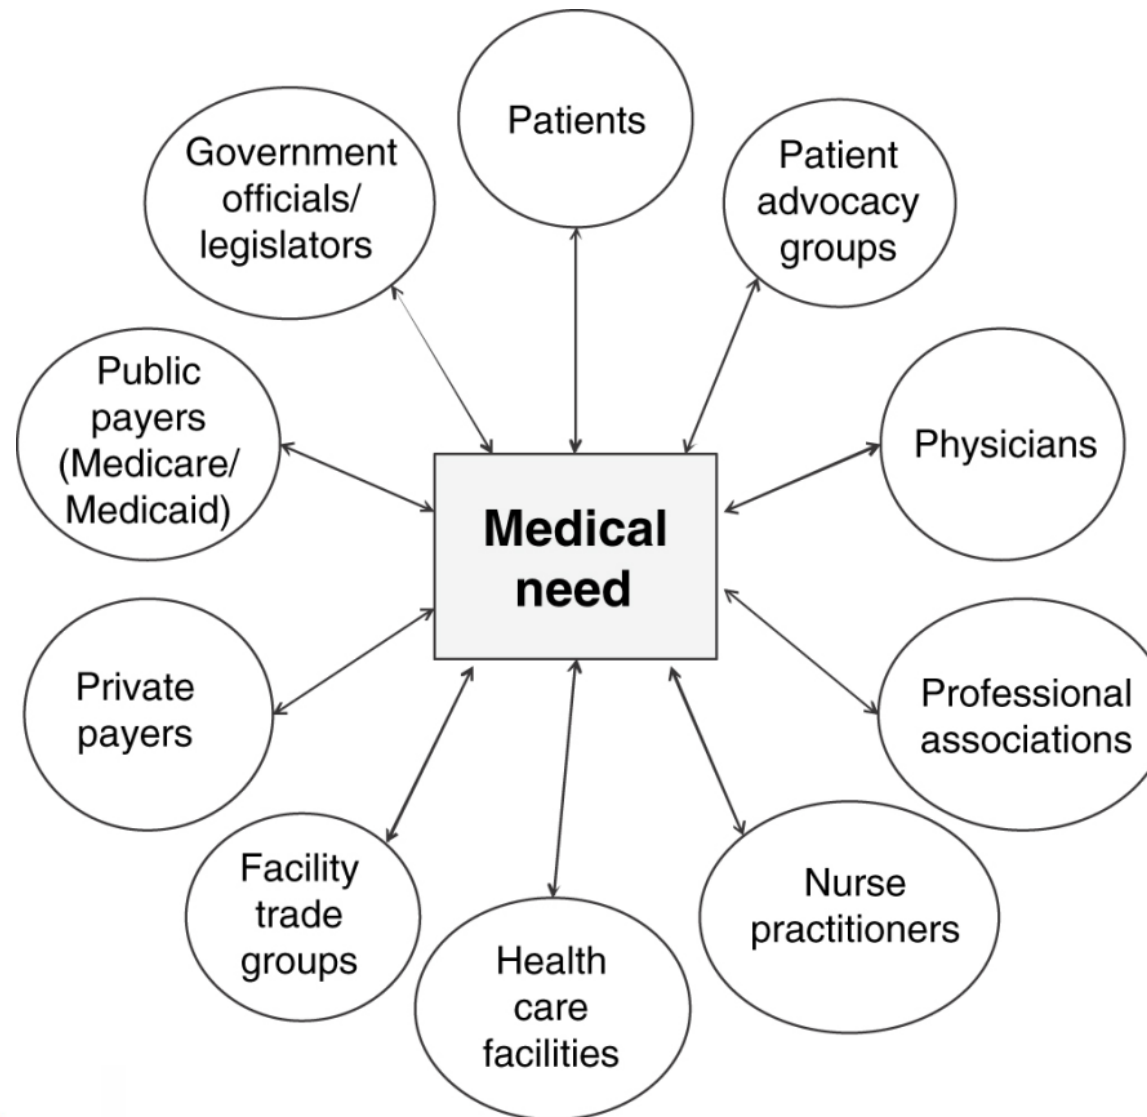 Patients
Government
officials/
legislators
Patient
advocacy
groups
Public
payers
(Medicare/
Medicaid)
Physicians
Medical
need
Private
payers
Professional
associations
Facility
trade
groups
Nurse
practitioners
Health
care
facilities